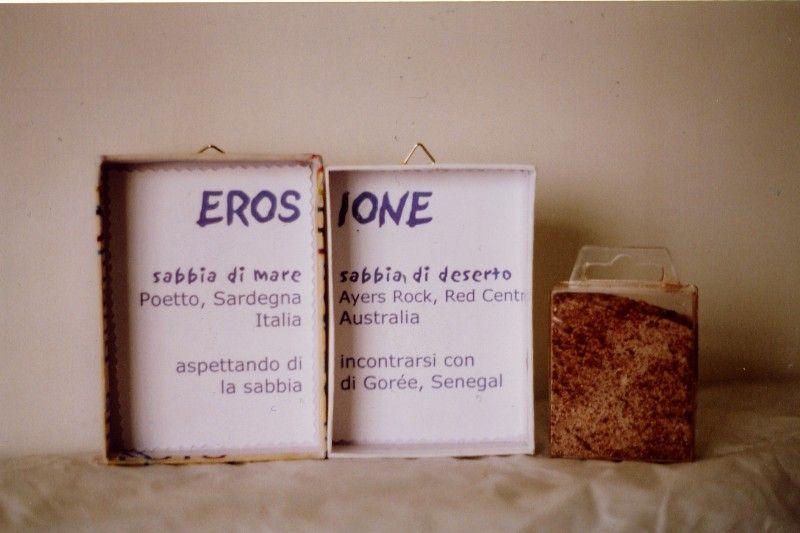 EROS
sabbia di mare
Poetto, Sardegna
Italia
aspettando di
la sabbia
IONE
sabbia di deserto
Ayers Rock, Red Centr
Australia
incontrarsi con
di Gorée, Senegal